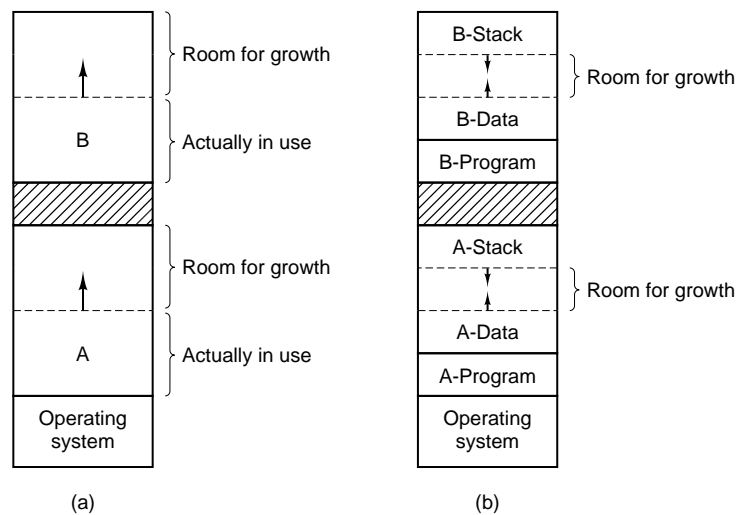 Room for growth
B
Actually in use
Room for growth
A
Actually in use
Operating
system
(a)
B-Stack
Room for growth
B-Data
B-Program
A-Stack
Room for growth
A-Data
A-Program
Operating
system
(b)